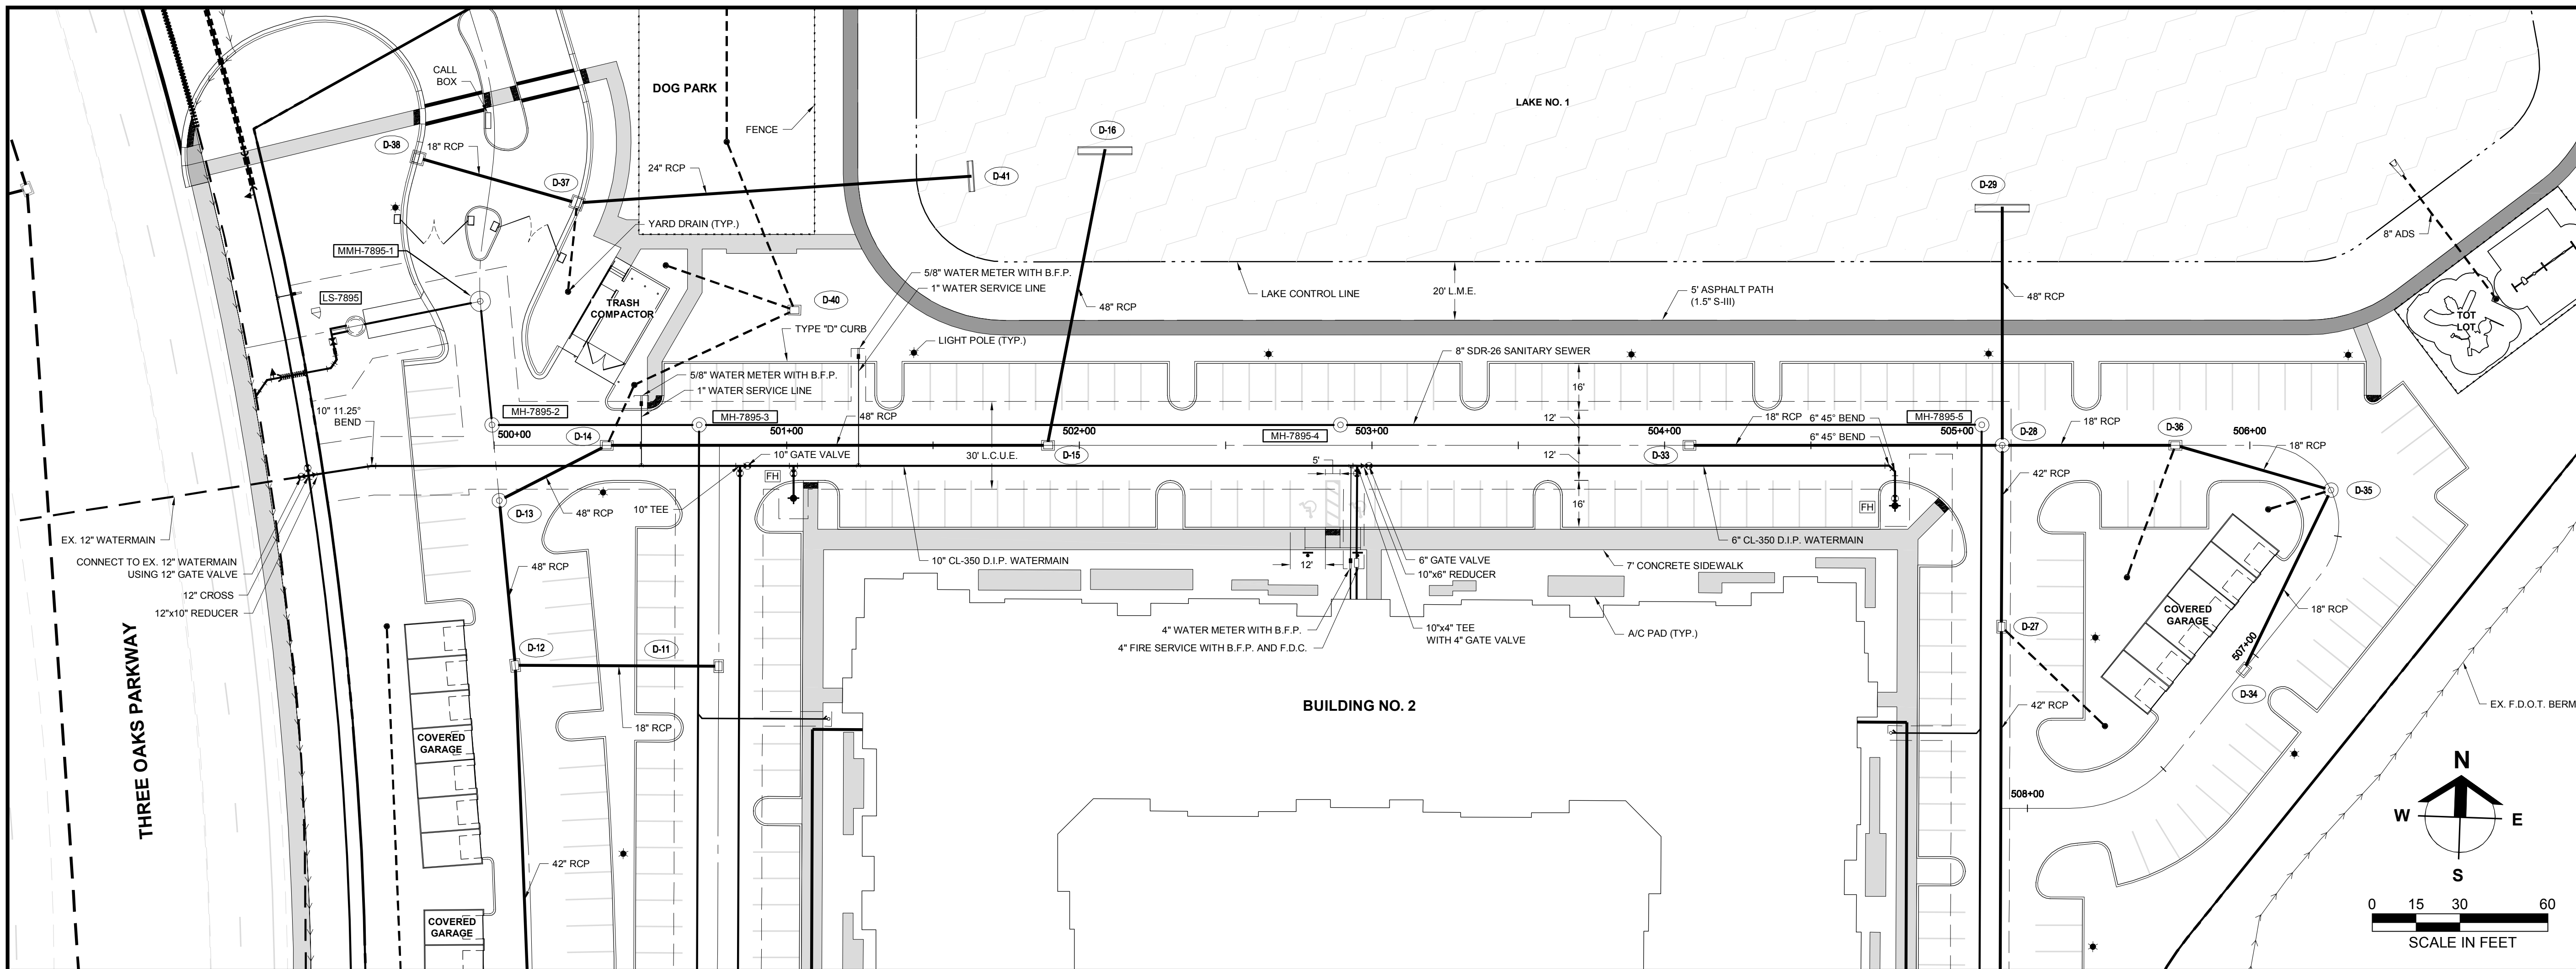 CALL
BOX
DOG PARK
LAKE NO. 1
FENCE
D-16
D-38
18" RCP
D-37
24" RCP
D-41
D-29
YARD DRAIN (TYP.)
8" ADS
MMH-7895-1
5/8" WATER METER WITH B.F.P.
1" WATER SERVICE LINE
LS-7895
TRASH
COMPACTOR
D-40
48" RCP
LAKE CONTROL LINE
20' L.M.E.
5' ASPHALT PATH
(1.5" S-III)
48" RCP
TOT
LOT
TYPE "D" CURB
LIGHT POLE (TYP.)
8" SDR-26 SANITARY SEWER
5/8" WATER METER WITH B.F.P.
1" WATER SERVICE LINE
16'
10" 11.25°
BEND
MH-7895-2
MH-7895-3
48" RCP
12'
18" RCP
6" 45° BEND
MH-7895-5
18" RCP
D-36
500+00
D-14
501+00
502+00
MH-7895-4
503+00
504+00
6" 45° BEND
505+00
D-28
506+00
18" RCP
10" GATE VALVE
30' L.C.U.E.
D-15
5'
12'
D-33
FH
42" RCP
D-35
D-13
48" RCP
10" TEE
16'
FH
EX. 12" WATERMAIN
CONNECT TO EX. 12" WATERMAIN
USING 12" GATE VALVE
12" CROSS
12"x10" REDUCER
48" RCP
10" CL-350 D.I.P. WATERMAIN
12'
6" GATE VALVE
10"x6" REDUCER
6" CL-350 D.I.P. WATERMAIN
7' CONCRETE SIDEWALK
COVERED
GARAGE
18" RCP
4" WATER METER WITH B.F.P.
4" FIRE SERVICE WITH B.F.P. AND F.D.C.
10"x4" TEE
WITH 4" GATE VALVE
A/C PAD (TYP.)
D-27
D-12
D-11
507+00
D-34
THREE OAKS PARKWAY
18" RCP
BUILDING NO. 2
42" RCP
EX. F.D.O.T. BERM
COVERED
GARAGE
508+00
N
W
E
S
42" RCP
COVERED
GARAGE
0 15 30 60
SCALE IN FEET